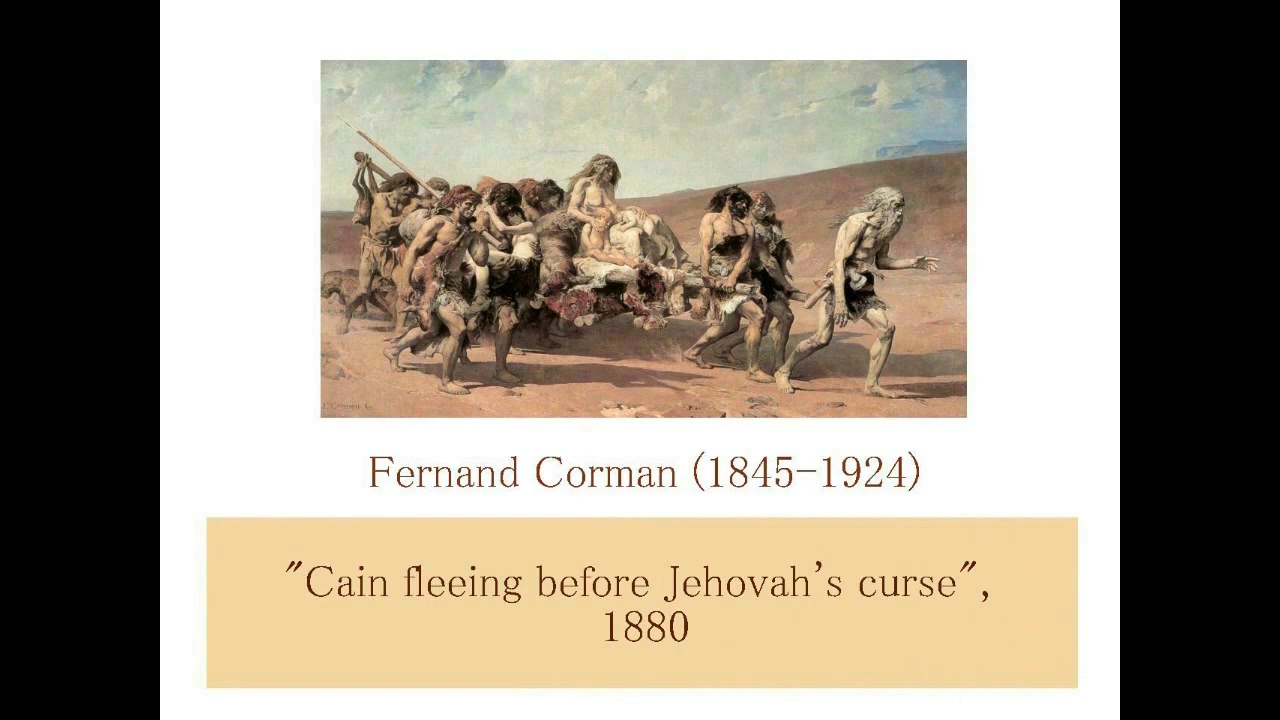 Fernand Corman (1845-1924)
"Cain fleeing before Jehovah's curse",
1880